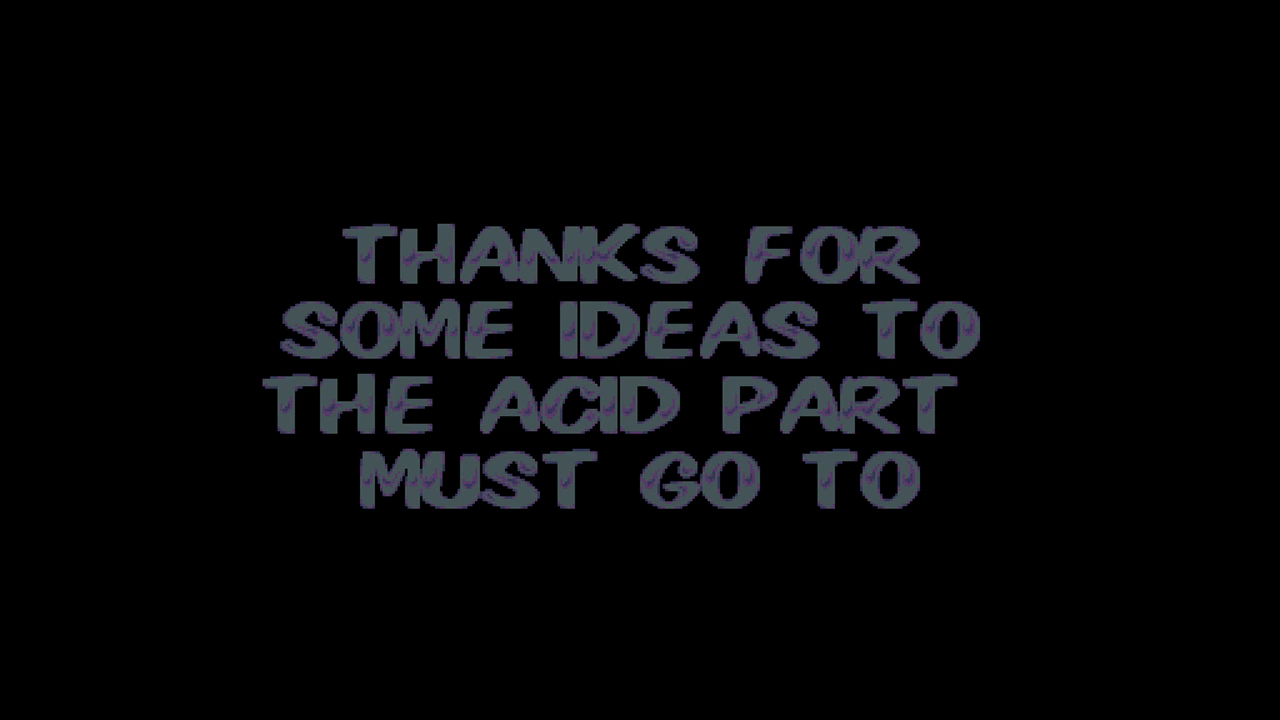 THANKS FOR
SOME IDEAS TO
THE ACID PART
MUST GO TO